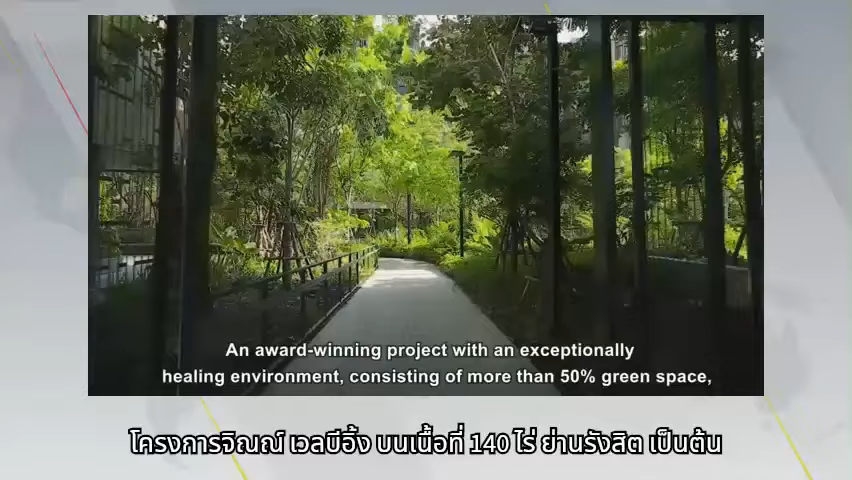 An award-winning project with an exceptionally
healing environment, consisting of more than 50% green space,
โครงการจิณณ์ เวลบีอิ้ง บนเนื้อที่ 140 ไร่ ย่านรังสิต เป็นต้น